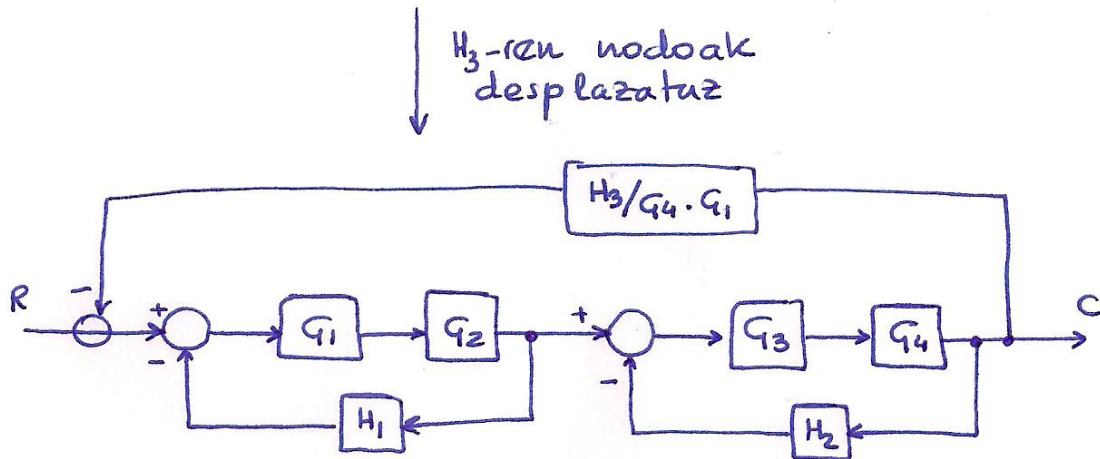 H₃-ren nodoak
desplazatuz
H₃/G₄·G₁
R
-
+
-
G₁
G₂
+
-
G₃
G₄
C
H₁
H₂